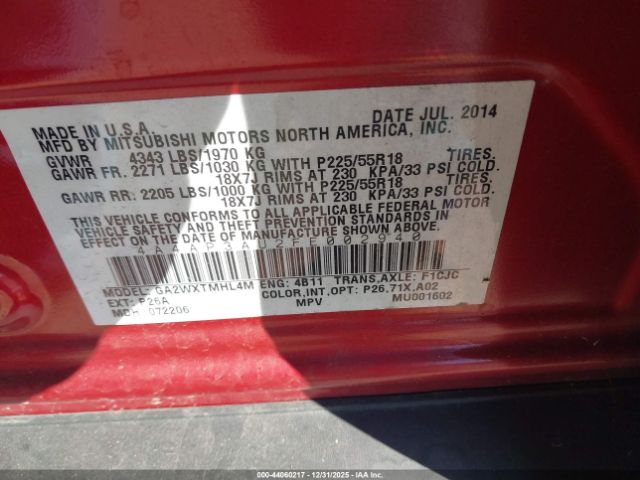 DATE JUL. 2014
MADE IN U.S.A.
MFD BY MITSUBISHI MOTORS NORTH AMERICA, INC.
GVWR 4343 LBS/1970 KG
GAWR FR. 2271 LBS/1030 KG WITH P225/55R18 TIRES.
18X7J RIMS AT 230 KPA/33 PSI COLD.
GAWR RR. 2205 LBS/1000 KG WITH P225/55R18 TIRES.
18X7J RIMS AT 230 KPA/33 PSI COLD.
THIS VEHICLE CONFORMS TO ALL APPLICABLE FEDERAL MOTOR
VEHICLE SAFETY AND THEFT PREVENTION STANDARDS IN
EFFECT ON THE DATE OF MANUFACTURE SHOWN ABOVE.
4A4AP3AU2FE002940
MODEL: GA2WXTMHL4M ENG: 4B11 TRANS,AXLE: F1CJC
EXT: P26A COLOR,INT,OPT: P26,71X,A02
MDH 072206 MPV MU001602
000-44060217 - 12/31/2025 - IAAI